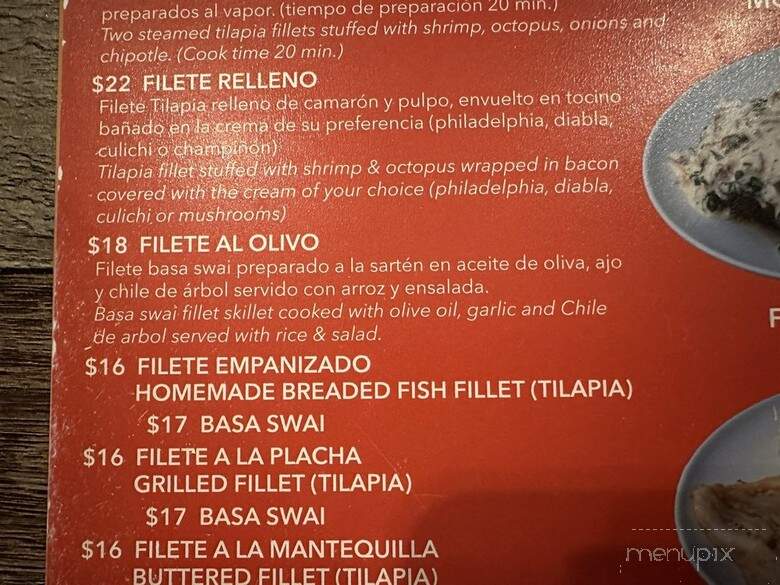 preparados al vapor. (tiempo de preparación 20 min.)
Two steamed tilapia fillets stuffed with shrimp, octopus, onions and
chipotle. (Cook time 20 min.)
$22 FILETE RELLENO
Filete Tilapia relleno de camarón y pulpo, envuelto en tocino
bañado en la crema de su preferencia (philadelphia, diabla,
culichi o champiñon)
Tilapia fillet stuffed with shrimp & octopus wrapped in bacon
covered with the cream of your choice (philadelphia, diabla,
culichi or mushrooms)
$18 FILETE AL OLIVO
Filete basa swai preparado a la sartén en aceite de oliva, ajo
y chile de árbol servido con arroz y ensalada.
Basa swai fillet skillet cooked with olive oil, garlic and Chile
de arbol served with rice & salad.
$16 FILETE EMPANIZADO
HOMEMADE BREADED FISH FILLET (TILAPIA)
$17 BASA SWAI
$16 FILETE A LA PLACHA
GRILLED FILLET (TILAPIA)
$17 BASA SWAI
$16 FILETE A LA MANTEQUILLA
BUTTERED FILLET (TILAPIA)
menupix